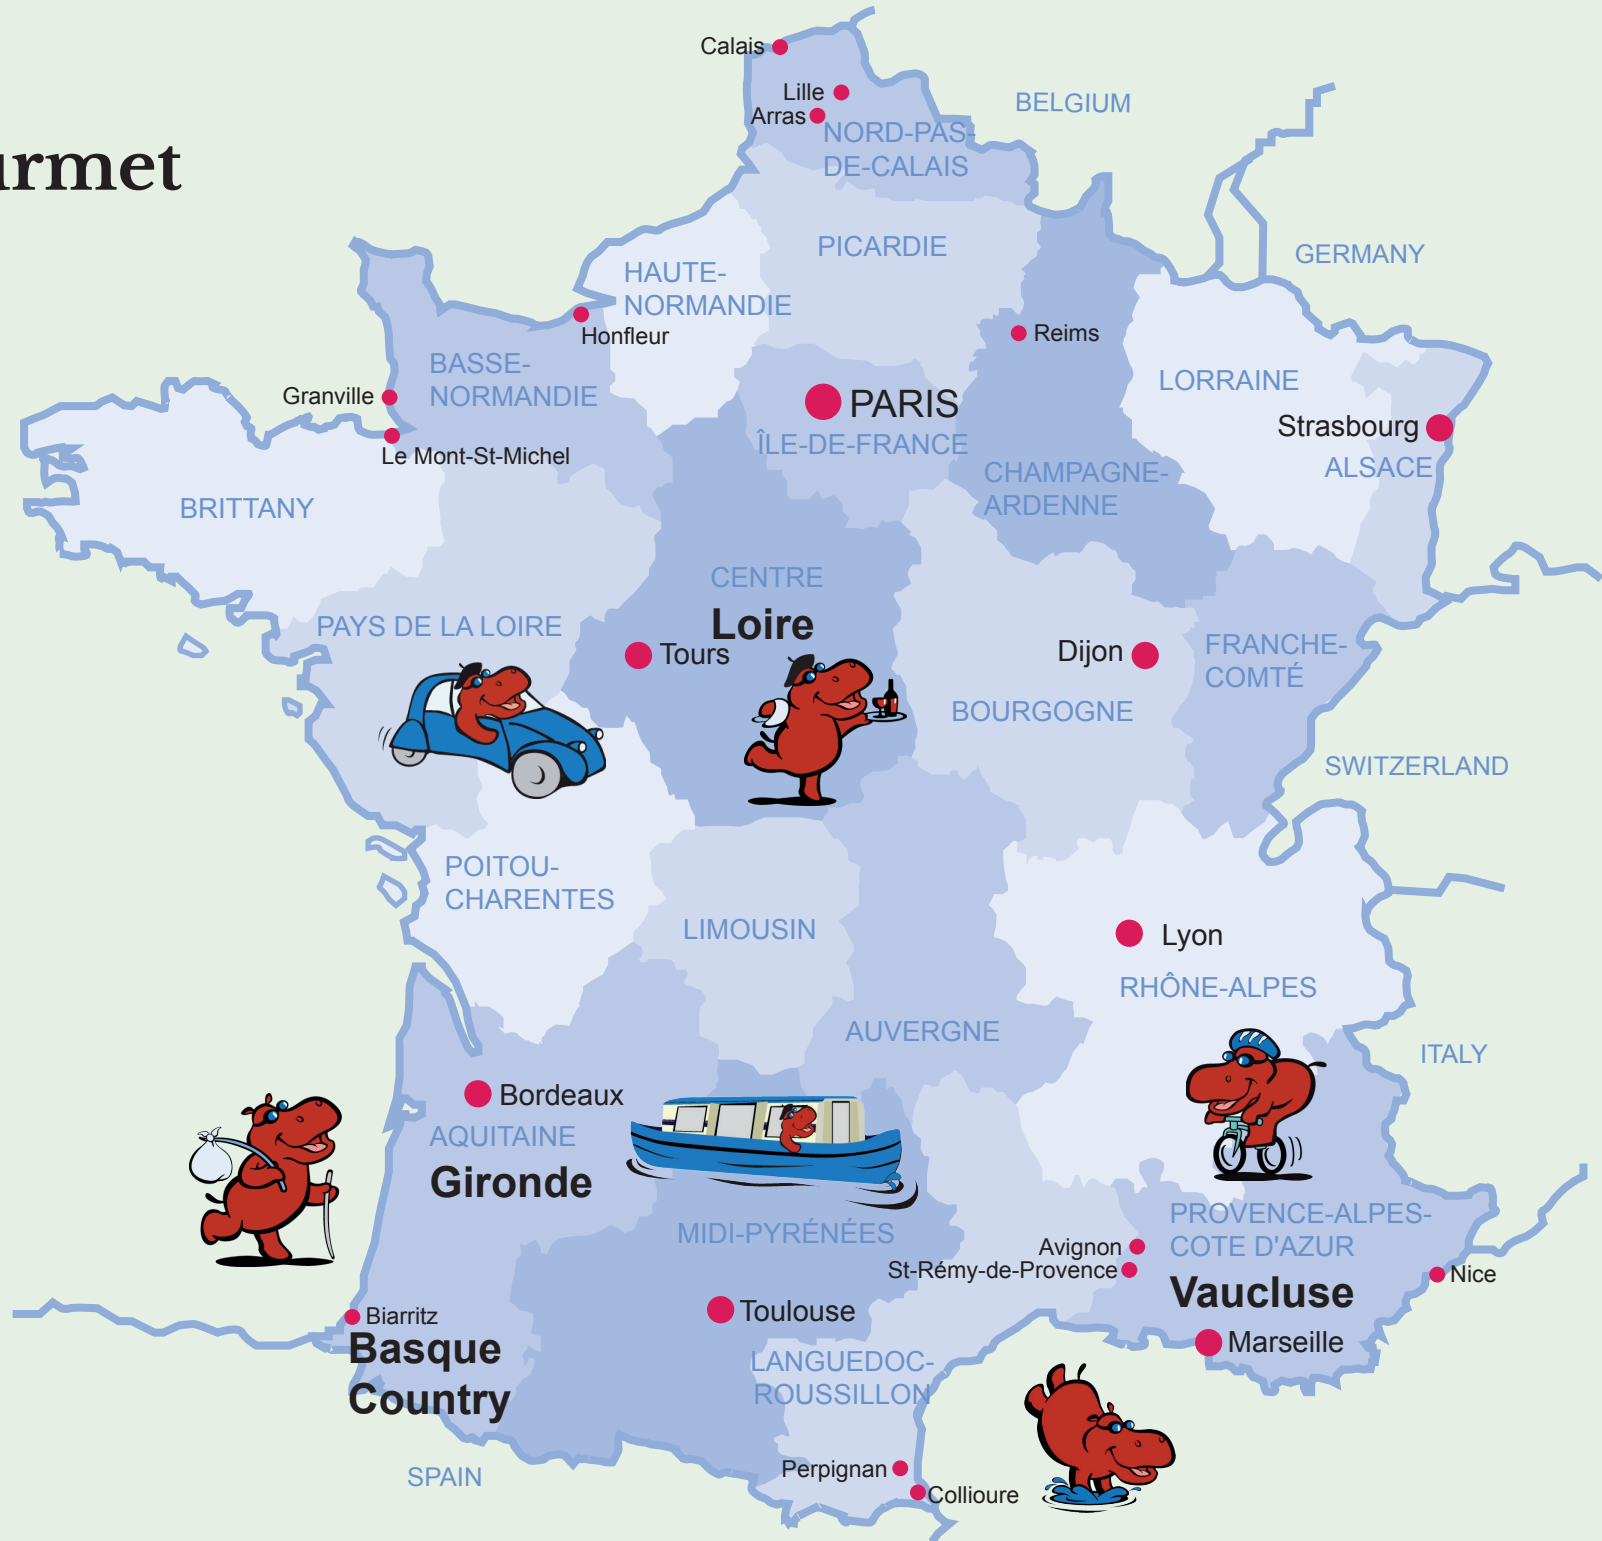 urmet
Calais
Lille
Arras
NORD-PAS-
DE-CALAIS
BELGIUM
PICARDIE
GERMANY
HAUTE-
NORMANDIE
Honfleur
Reims
BASSE-
NORMANDIE
Granville
Le Mont-St-Michel
PARIS
ÎLE-DE-FRANCE
LORRAINE
Strasbourg
ALSACE
CHAMPAGNE-
ARDENNE
BRITTANY
CENTRE
Loire
Tours
PAYS DE LA LOIRE
Dijon
FRANCHE-
COMTÉ
BOURGOGNE
SWITZERLAND
POITOU-
CHARENTES
LIMOUSIN
Lyon
RHÔNE-ALPES
AUVERGNE
ITALY
Bordeaux
AQUITAINE
Gironde
MIDI-PYRÉNÉES
PROVENCE-ALPES-
COTE D'AZUR
Avignon
St-Rémy-de-Provence
Vaucluse
Nice
Biarritz
Basque
Country
Toulouse
Marseille
LANGUEDOC-
ROUSSILLON
SPAIN
Perpignan
Collioure